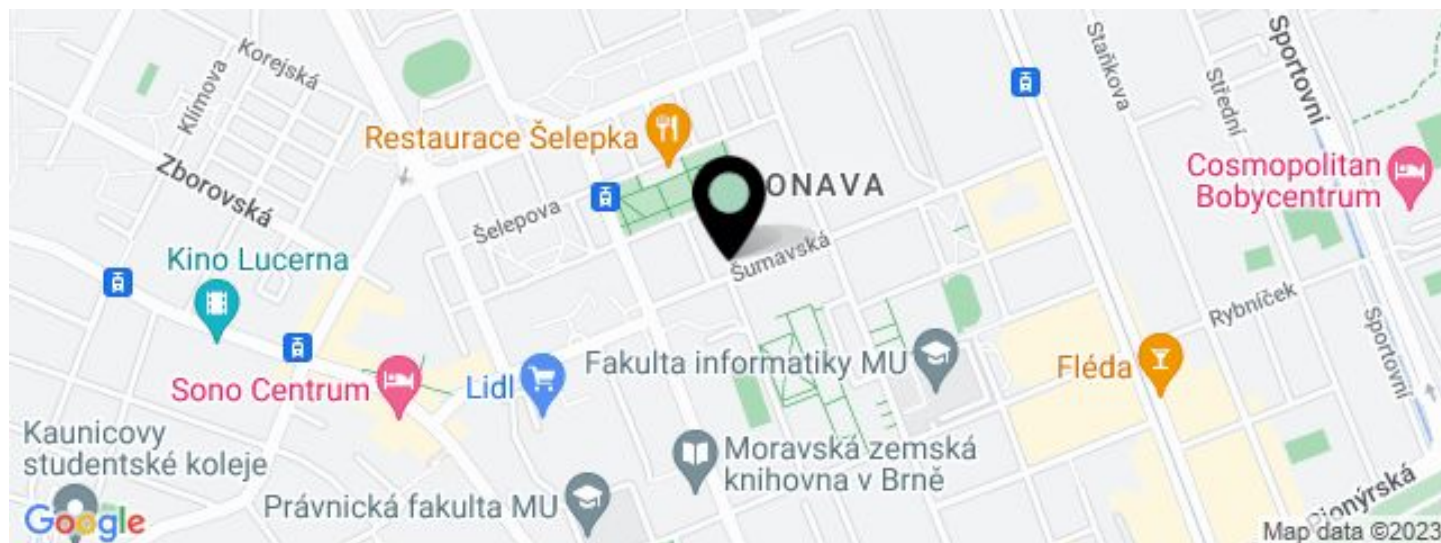 Korejská
Klímova
Staňkova
Střední
Sportovní
Restaurace Šelepka
Zborovská
ONAVA
Cosmopolitan
Bobycentrum
Šelepova
Šumavská
Kino Lucerna
Rybníček
Sportovní
Fakulta informatiky MU
Fléda
Sono Centrum
Lidl
Kaunicovy
studentské koleje
Moravská zemská
knihovna v Brně
Právnická fakulta MU
Pionýrská
Google
Map data ©2023